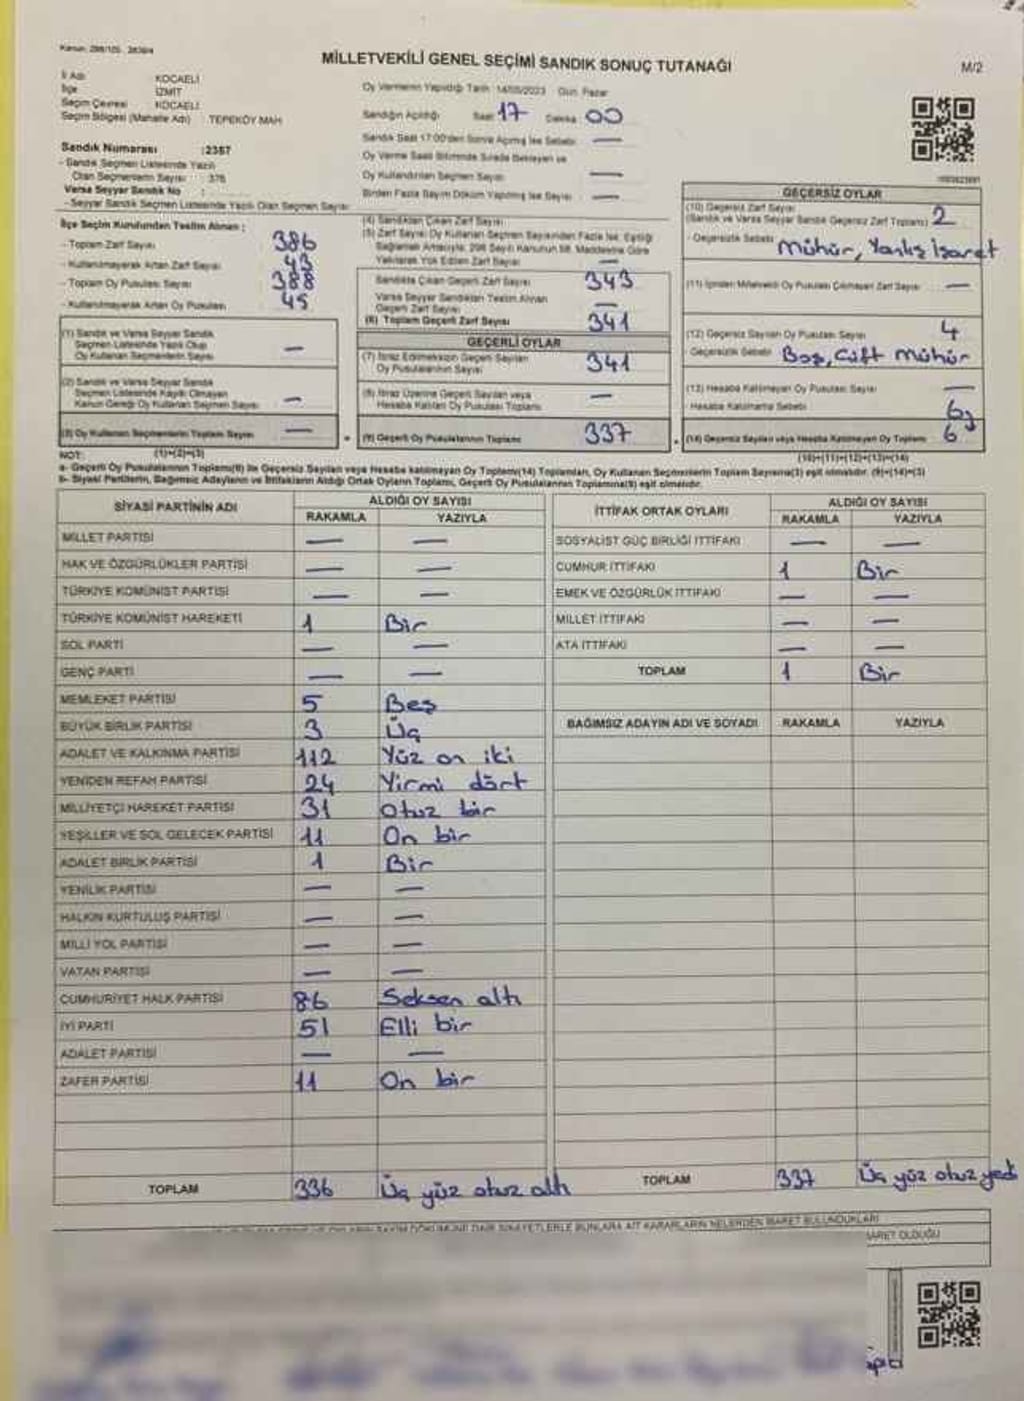 Kanun: 298/105, 2839/4
MİLLETVEKİLİ GENEL SEÇİMİ SANDIK SONUÇ TUTANAĞI
M/2
İl Adı KOCAELİ
İlçe İZMİT
Seçim Çevresi KOCAELİ
Seçim Bölgesi (Mahalle Adı) TEPEKÖY MAH
Sandık Numarası :2357
- Sandık Seçmen Listesinde Yazılı
Olan Seçmenlerin Sayısı : 376
Varsa Seyyar Sandık No :
- Seyyar Sandık Seçmen Listesinde Yazılı Olan Seçmen Sayısı
Oy Vermenin Yapıldığı Tarih 14/05/2023 Gün Pazar
Sandığın Açıldığı Saat 17 Dakika 00
Sandık Saat 17:00'den Sonra Açılmış İse Sebebi —
Oy Verme Saati Bitiminde Sırada Bekleyen ve
Oy Kullandırılan Seçmen Sayısı —
Birden Fazla Sayım Döküm Yapılmış İse Sayısı —
İlçe Seçim Kurulundan Teslim Alınan :
- Toplam Zarf Sayısı 386
- Kullanılmayarak Artan Zarf Sayısı 43
- Toplam Oy Pusulası Sayısı 388
- Kullanılmayarak Artan Oy Pusulası 45
(1) Sandık ve Varsa Seyyar Sandık
Seçmen Listesinde Yazılı Olup
Oy Kullanan Seçmenlerin Sayısı —
(2) Sandık ve Varsa Seyyar Sandık
Seçmen Listesinde Kayıtlı Olmayan
Kanun Gereği Oy Kullanan Seçmen Sayısı —
(3) Oy Kullanan Seçmenlerin Toplam Sayısı —
(4) Sandıktan Çıkan Zarf Sayısı
(5) Zarf Sayısı Oy Kullanan Seçmen Sayısından Fazla İse, Eşitliği
Sağlamak Amacıyla, 298 Sayılı Kanunun 98. Maddesine Göre
Yakılarak Yok Edilen Zarf Sayısı —
Sandıkta Çıkan Geçerli Zarf Sayısı 343
Varsa Seyyar Sandıktan Teslim Alınan
Geçerli Zarf Sayısı —
(6) Toplam Geçerli Zarf Sayısı 341
GEÇERLİ OYLAR
(7) İtiraz Edilmeksizin Geçerli Sayılan
Oy Pusulalarının Sayısı 341
(8) İtiraz Üzerine Geçerli Sayılan veya
Hesaba Katılan Oy Pusulası Toplamı —
(9) Geçerli Oy Pusulalarının Toplamı 337
GEÇERSİZ OYLAR
(10) Geçersiz Zarf Sayısı
(Sandık ve Varsa Seyyar Sandık Geçersiz Zarf Toplamı) 2
- Geçersizlik Sebebi Mühür, Yanlış İşaret
(11) İçinden Milletvekili Oy Pusulası Çıkmayan Zarf Sayısı —
(12) Geçersiz Sayılan Oy Pusulası Sayısı 4
- Geçersizlik Sebebi Boş, Çift Mühür
(13) Hesaba Katılmayan Oy Pusulası Sayısı —
- Hesaba Katılmama Sebebi
(14) Geçersiz Sayılan veya Hesaba Katılmayan Oy Toplamı 6
NOT: (1)+(2)=(3)
(10)+(11)+(12)+(13)=(14)
a- Geçerli Oy Pusulalarının Toplamı(9) ile Geçersiz Sayılan veya Hesaba katılmayan Oy Toplamı(14) Toplamları, Oy Kullanan Seçmenlerin Toplam Sayısına(3) eşit olmalıdır. (9)+(14)=(3)
b- Siyasi Partilerin, Bağımsız Adayların ve İttifakların Aldığı Ortak Oyların Toplamı, Geçerli Oy Pusulalarının Toplamına(9) eşit olmalıdır.
SİYASİ PARTİNİN ADI ALDIĞI OY SAYISI
RAKAMLA YAZIYLA
MİLLET PARTİSİ — —
HAK VE ÖZGÜRLÜKLER PARTİSİ — —
TÜRKİYE KOMÜNİST PARTİSİ — —
TÜRKİYE KOMÜNİST HAREKETİ 1 Bir
SOL PARTİ — —
GENÇ PARTİ — —
MEMLEKET PARTİSİ 5 Beş
BÜYÜK BİRLİK PARTİSİ 3 Üç
ADALET VE KALKINMA PARTİSİ 112 Yüz on iki
YENİDEN REFAH PARTİSİ 24 Yirmi dört
MİLLİYETÇİ HAREKET PARTİSİ 31 Otuz bir
YEŞİLLER VE SOL GELECEK PARTİSİ 11 On bir
ADALET BİRLİK PARTİSİ 1 Bir
YENİLİK PARTİSİ — —
HALKIN KURTULUŞ PARTİSİ — —
MİLLİ YOL PARTİSİ — —
VATAN PARTİSİ — —
CUMHURİYET HALK PARTİSİ 86 Seksen altı
İYİ PARTİ 51 Elli bir
ADALET PARTİSİ — —
ZAFER PARTİSİ 11 On bir
TOPLAM 336 Üç yüz otuz altı
İTTİFAK ORTAK OYLARI ALDIĞI OY SAYISI
RAKAMLA YAZIYLA
SOSYALİST GÜÇ BİRLİĞİ İTTİFAKI — —
CUMHUR İTTİFAKI 1 Bir
EMEK VE ÖZGÜRLÜK İTTİFAKI — —
MİLLET İTTİFAKI — —
ATA İTTİFAKI — —
TOPLAM 1 Bir
BAĞIMSIZ ADAYIN ADI VE SOYADI RAKAMLA YAZIYLA
TOPLAM 337 Üç yüz otuz yedi
SAYIM DÖKÜMÜNE DAİR ŞİKAYETLERLE BUNLARA AİT KARARLARIN NELERDEN İBARET BULUNDUKLARI
İBARET OLDUĞU